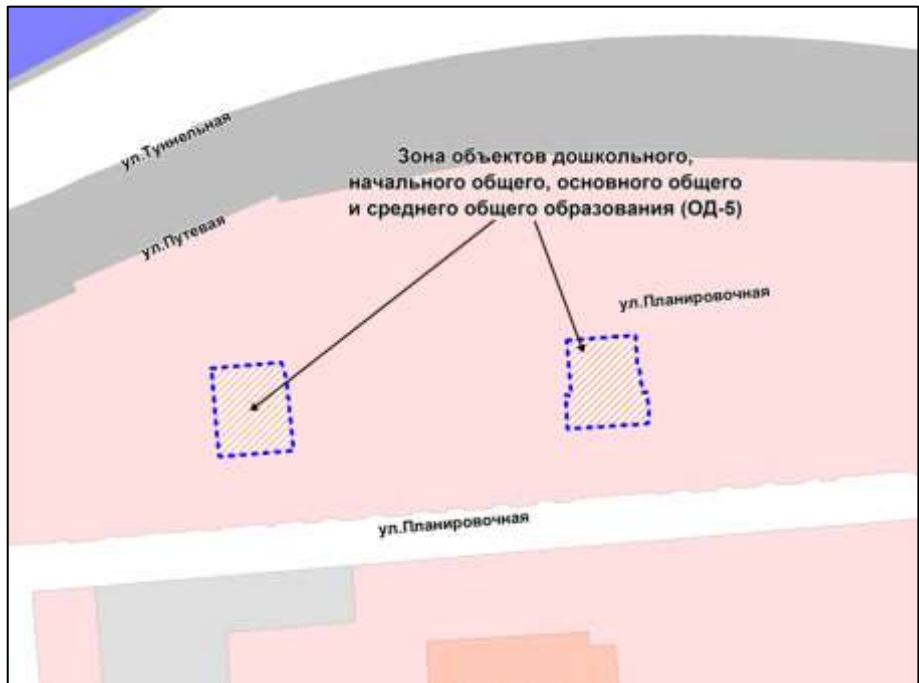 ул.Туннельная
Зона объектов дошкольного,
начального общего, основного общего
и среднего общего образования (ОД-5)
ул.Путевая
ул.Планировочная
ул.Планировочная